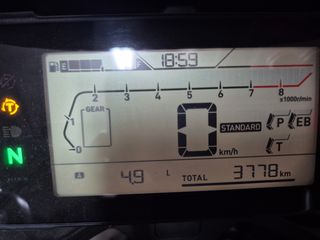 E 18:59
2 3 4 5 6 7 8
x1000r/min
GEAR
1
0
0 km/h
STANDARD
P EB
T
T
N
A 4.9 L TOTAL 3778 km